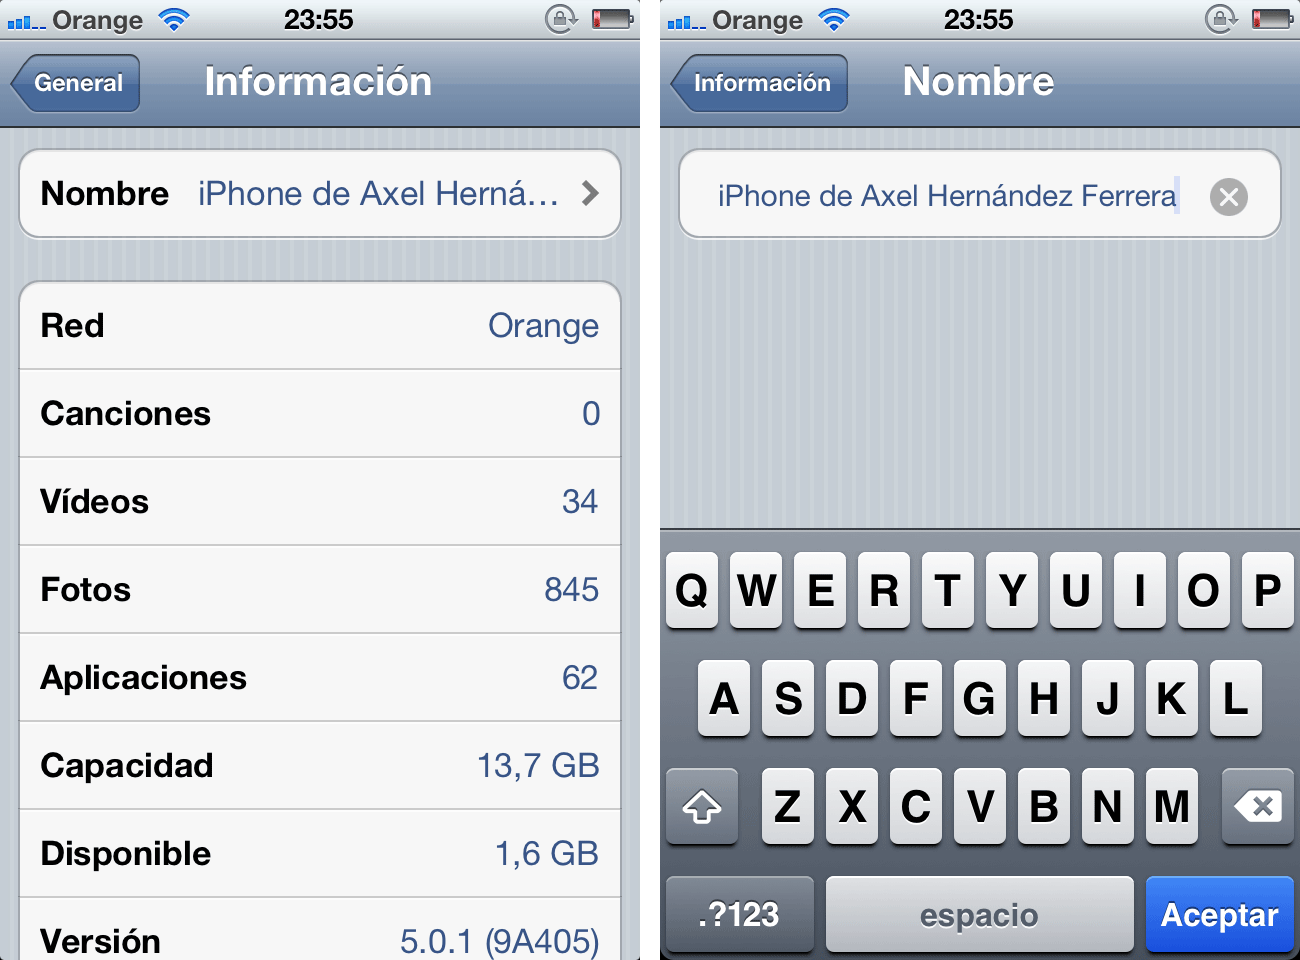 Orange 23:55
General Información
Nombre iPhone de Axel Herná...
Red Orange
Canciones 0
Vídeos 34
Fotos 845
Aplicaciones 62
Capacidad 13,7 GB
Disponible 1,6 GB
Versión 5.0.1 (9A405)
Orange 23:55
Información Nombre
iPhone de Axel Hernández Ferrera
Q W E R T Y U I O P
A S D F G H J K L
Z X C V B N M
.?123 espacio Aceptar